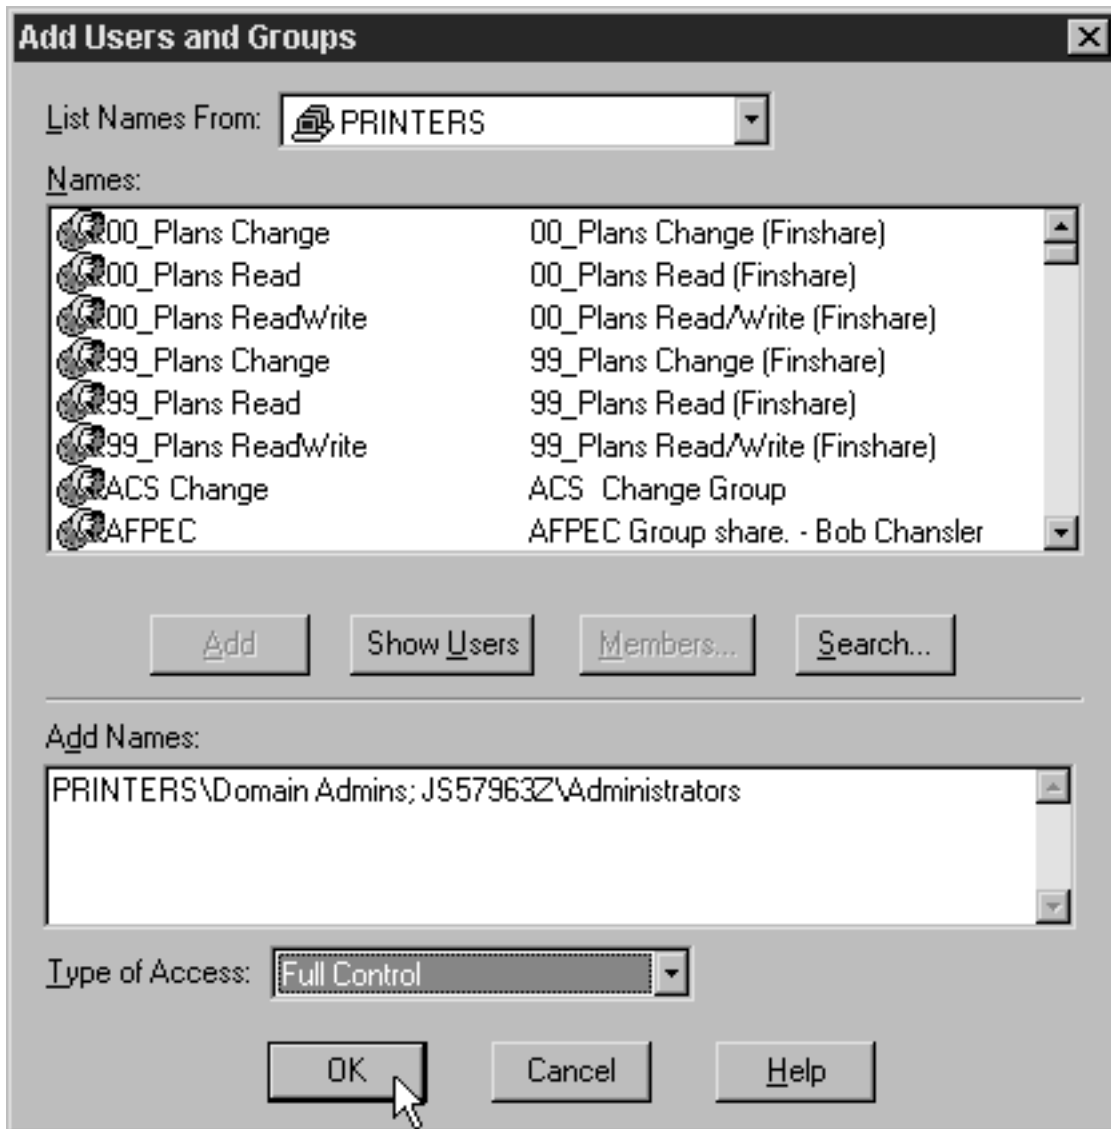 Add Users and Groups
List Names From: PRINTERS
Names:
00_Plans Change 00_Plans Change (Finshare)
00_Plans Read 00_Plans Read (Finshare)
00_Plans ReadWrite 00_Plans Read/Write (Finshare)
99_Plans Change 99_Plans Change (Finshare)
99_Plans Read 99_Plans Read (Finshare)
99_Plans ReadWrite 99_Plans Read/Write (Finshare)
ACS Change ACS  Change Group
AFPEC AFPEC Group share. - Bob Chansler
Add Show Users Members... Search...
Add Names:
PRINTERS\Domain Admins; JS57963Z\Administrators
Type of Access: Full Control
OK Cancel Help